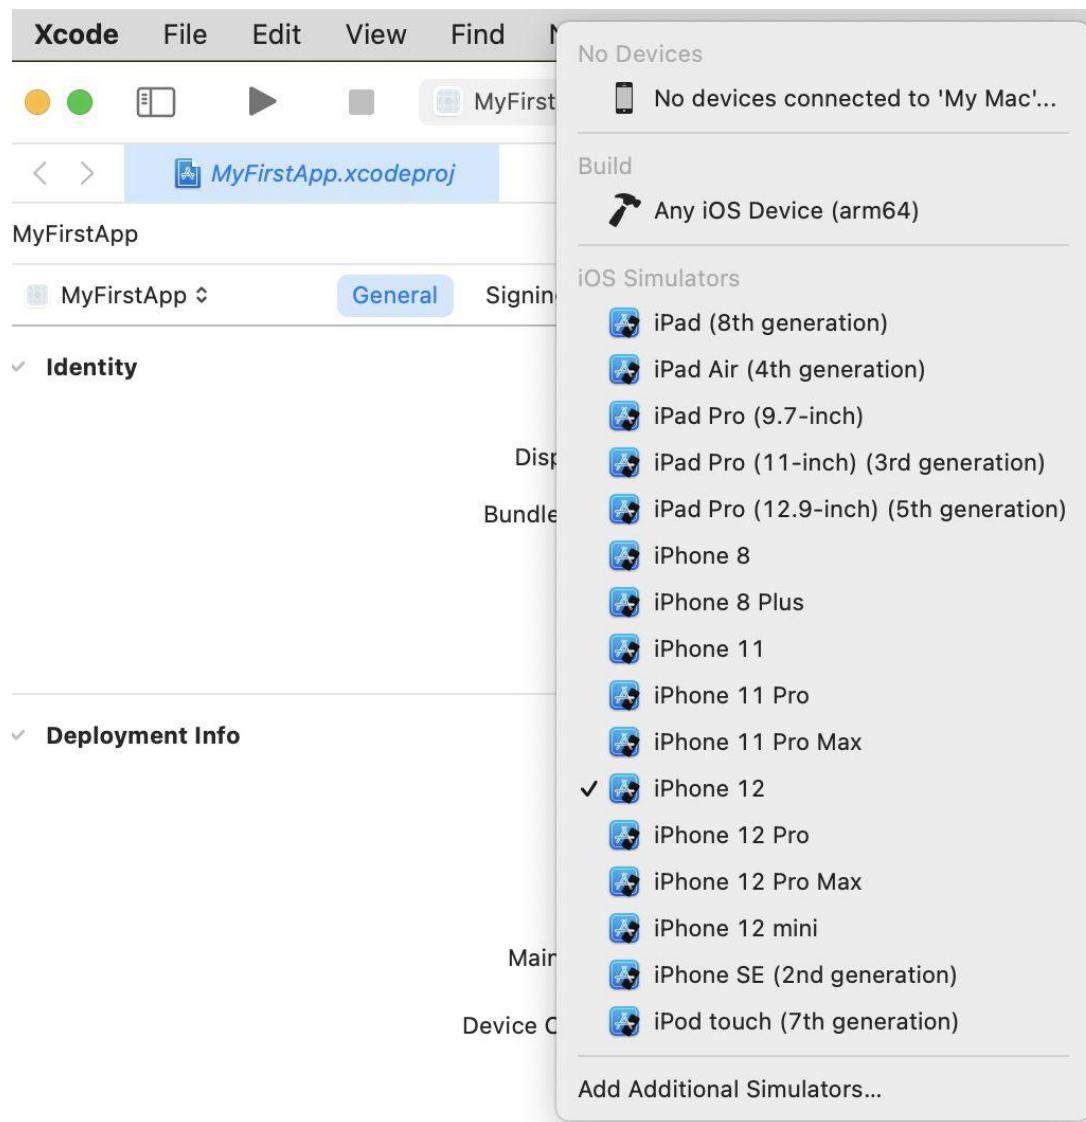 Xcode File Edit View Find
MyFirst
MyFirstApp.xcodeproj
MyFirstApp
MyFirstApp General Signin
Identity
Disp
Bundle
Deployment Info
Main
Device O
No Devices
No devices connected to 'My Mac'...
Build
Any iOS Device (arm64)
iOS Simulators
iPad (8th generation)
iPad Air (4th generation)
iPad Pro (9.7-inch)
iPad Pro (11-inch) (3rd generation)
iPad Pro (12.9-inch) (5th generation)
iPhone 8
iPhone 8 Plus
iPhone 11
iPhone 11 Pro
iPhone 11 Pro Max
iPhone 12
iPhone 12 Pro
iPhone 12 Pro Max
iPhone 12 mini
iPhone SE (2nd generation)
iPod touch (7th generation)
Add Additional Simulators...